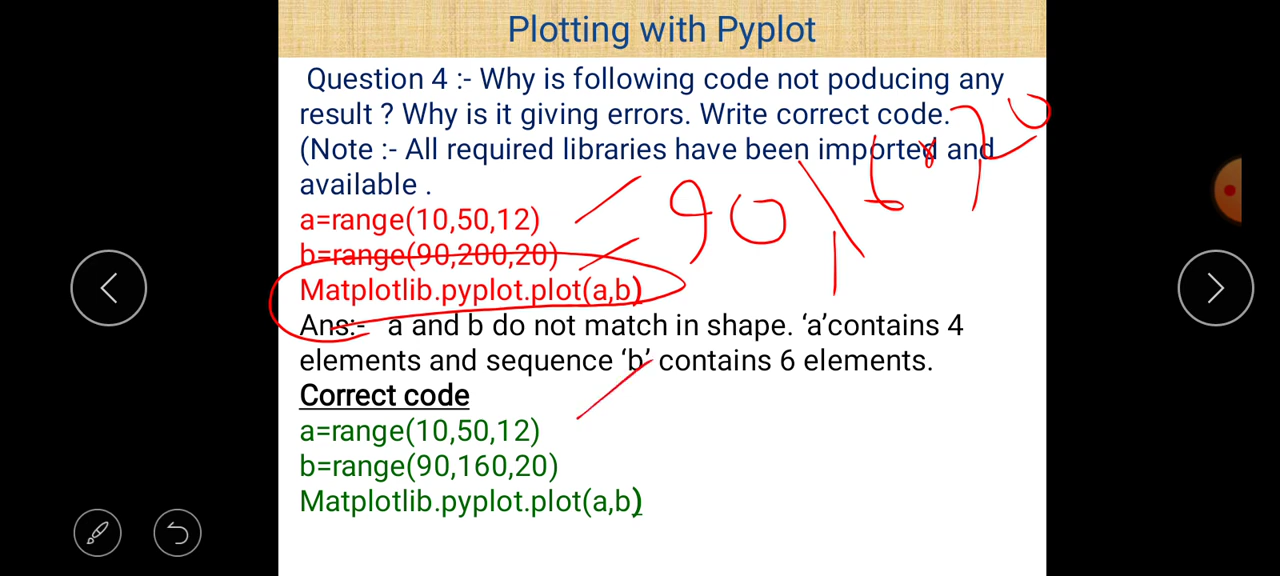 Plotting with Pyplot
Question 4 :- Why is following code not poducing any
result ? Why is it giving errors. Write correct code.
(Note :- All required libraries have been imported and
available .
a=range(10,50,12)
b=range(90,200,20)
Matplotlib.pyplot.plot(a,b)
Ans:- a and b do not match in shape. ‘a’contains 4
elements and sequence ‘b’ contains 6 elements.
Correct code
a=range(10,50,12)
b=range(90,160,20)
Matplotlib.pyplot.plot(a,b)
90